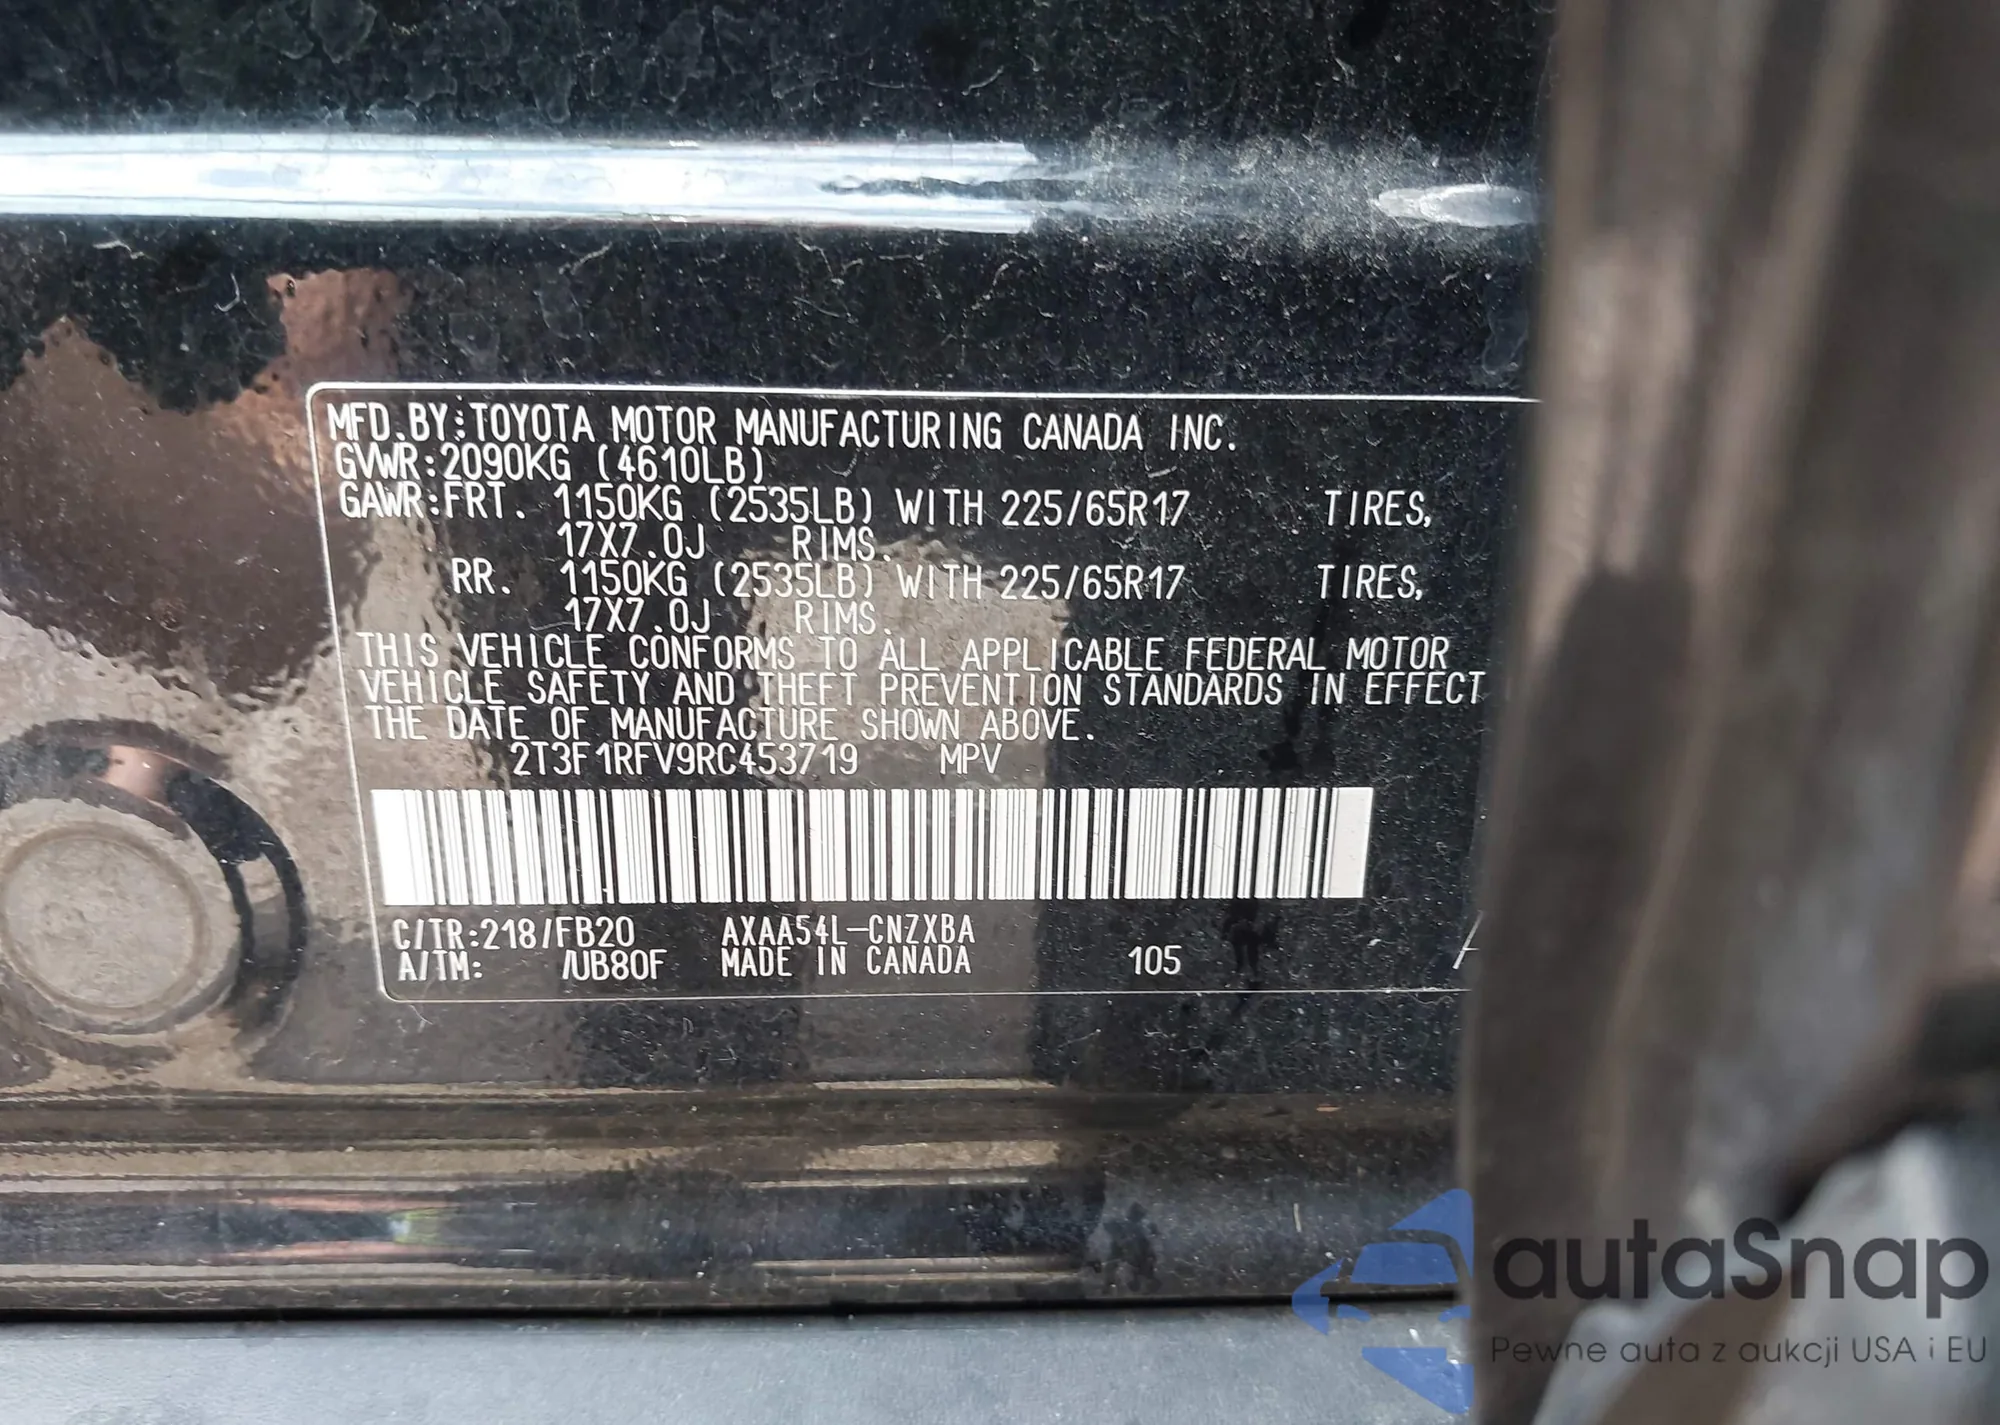 MFD.BY:TOYOTA MOTOR MANUFACTURING CANADA INC.
GVWR:2090KG (4610LB)
GAWR:FRT. 1150KG (2535LB) WITH 225/65R17 TIRES,
17X7.0J RIMS.
RR. 1150KG (2535LB) WITH 225/65R17 TIRES,
17X7.0J RIMS.
THIS VEHICLE CONFORMS TO ALL APPLICABLE FEDERAL MOTOR
VEHICLE SAFETY AND THEFT PREVENTION STANDARDS IN EFFECT
THE DATE OF MANUFACTURE SHOWN ABOVE.
2T3F1RFV9RC453719 MPV
C/TR:218/FB20 AXAA54L-CNZXBA
A/TM: /UB80F MADE IN CANADA 105
autaSnap
Pewne auta z aukcji USA i EU